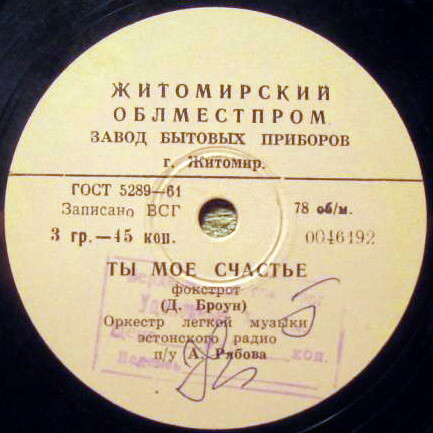 ЖИТОМИРСКИЙ
ОБЛМЕСТПРОМ
ЗАВОД БЫТОВЫХ ПРИБОРОВ
г. Житомир.
ГОСТ 5289—61
Записано ВСГ 78 об/м.
3 гр.—45 коп. 0046192
ТЫ МОЕ СЧАСТЬЕ
фокстрот
(Д. Броун)
Оркестр легкой музыки
эстонского радио
п/у А. Рябова
коп.